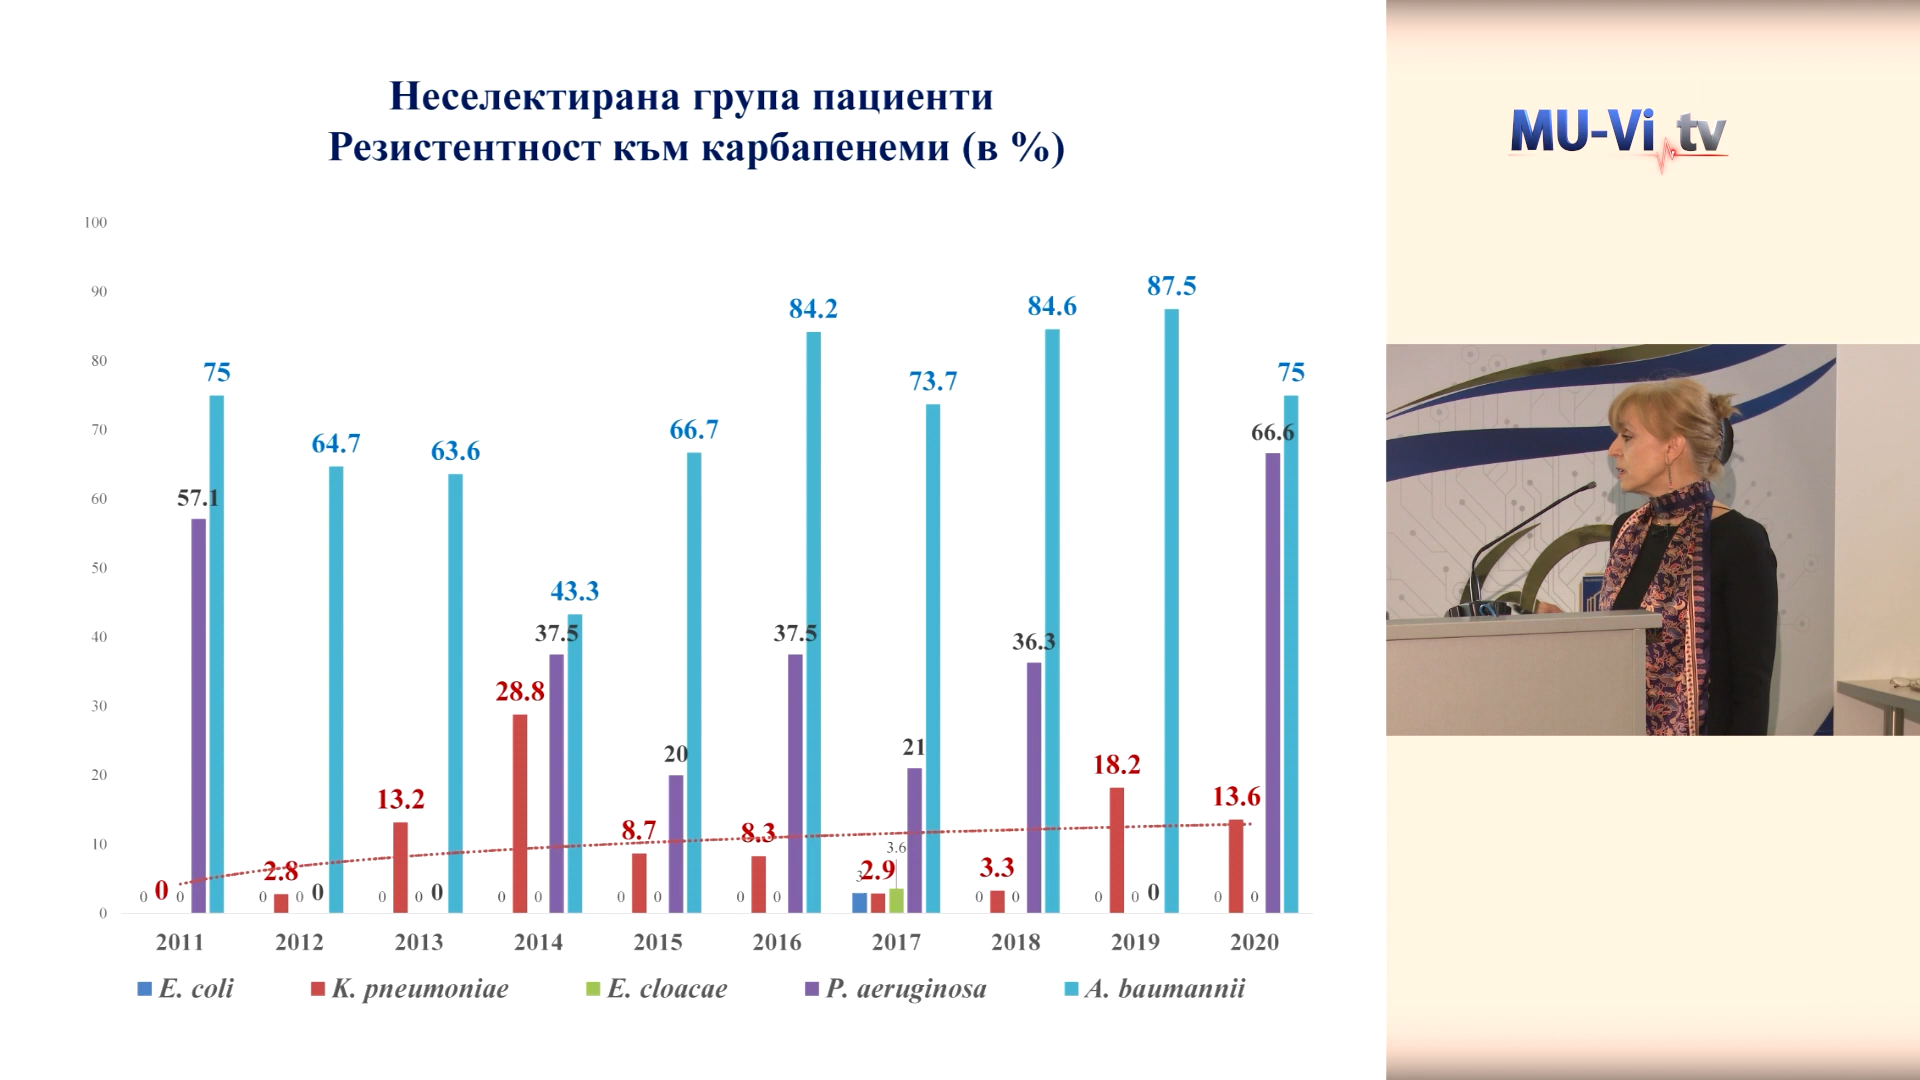 Неселектирана група пациенти
Резистентност към карбапенеми (в %)
MU-Vi tv
100
90
80
70
60
50
40
30
20
10
0
0 0 0 57.1 75
0 2.8 0 0 64.7
0 13.2 0 0 63.6
0 28.8 0 37.5 43.3
0 8.7 0 20 66.7
0 8.3 0 37.5 84.2
3 2.9 3.6 21 73.7
0 3.3 0 36.3 84.6
0 18.2 0 0 87.5
0 13.6 0 66.6 75
2011 2012 2013 2014 2015 2016 2017 2018 2019 2020
E. coli K. pneumoniae E. cloacae P. aeruginosa A. baumannii